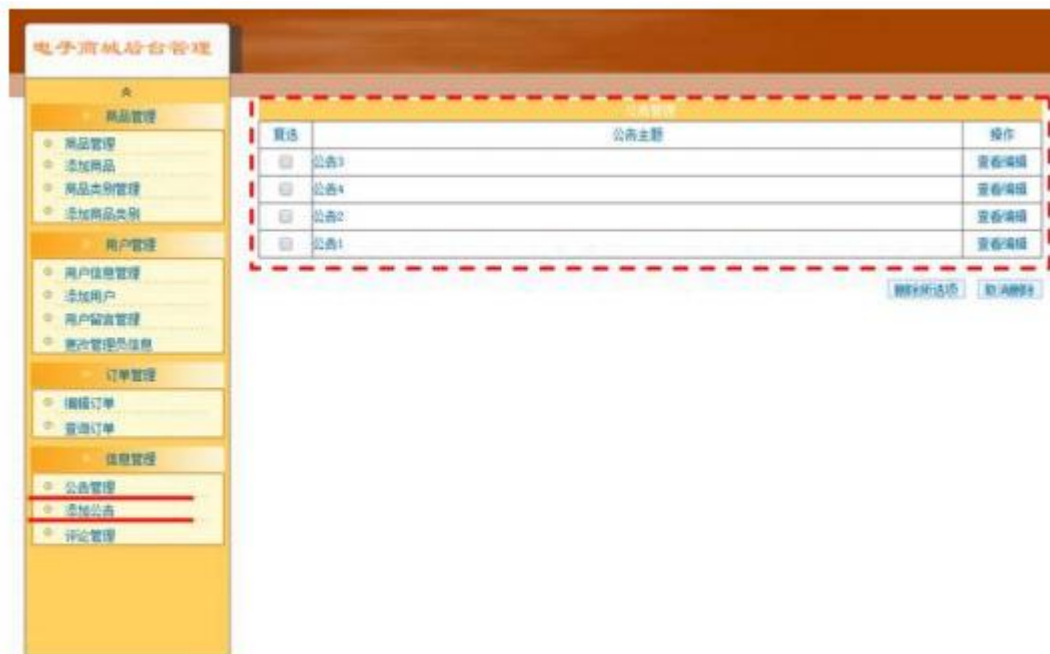 电子商城后台管理
商品管理
商品管理
添加商品
商品类别管理
添加商品类别
用户管理
用户信息管理
添加用户
用户留言管理
更改管理员信息
订单管理
编辑订单
查询订单
信息管理
公告管理
添加公告
评论管理
公告管理
复选 公告主题 操作
公告3 查看编辑
公告4 查看编辑
公告2 查看编辑
公告1 查看编辑
删除所选项 取消删除